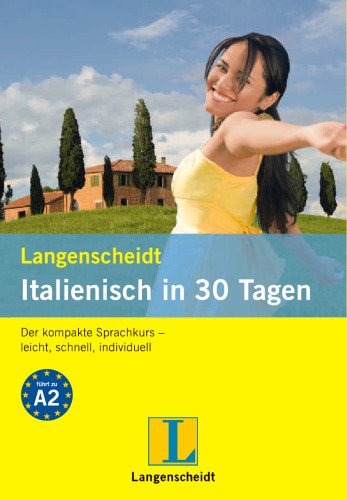 Langenscheidt
Italienisch in 30 Tagen
Der kompakte Sprachkurs –
leicht, schnell, individuell
führt zu
A2
L
Langenscheidt